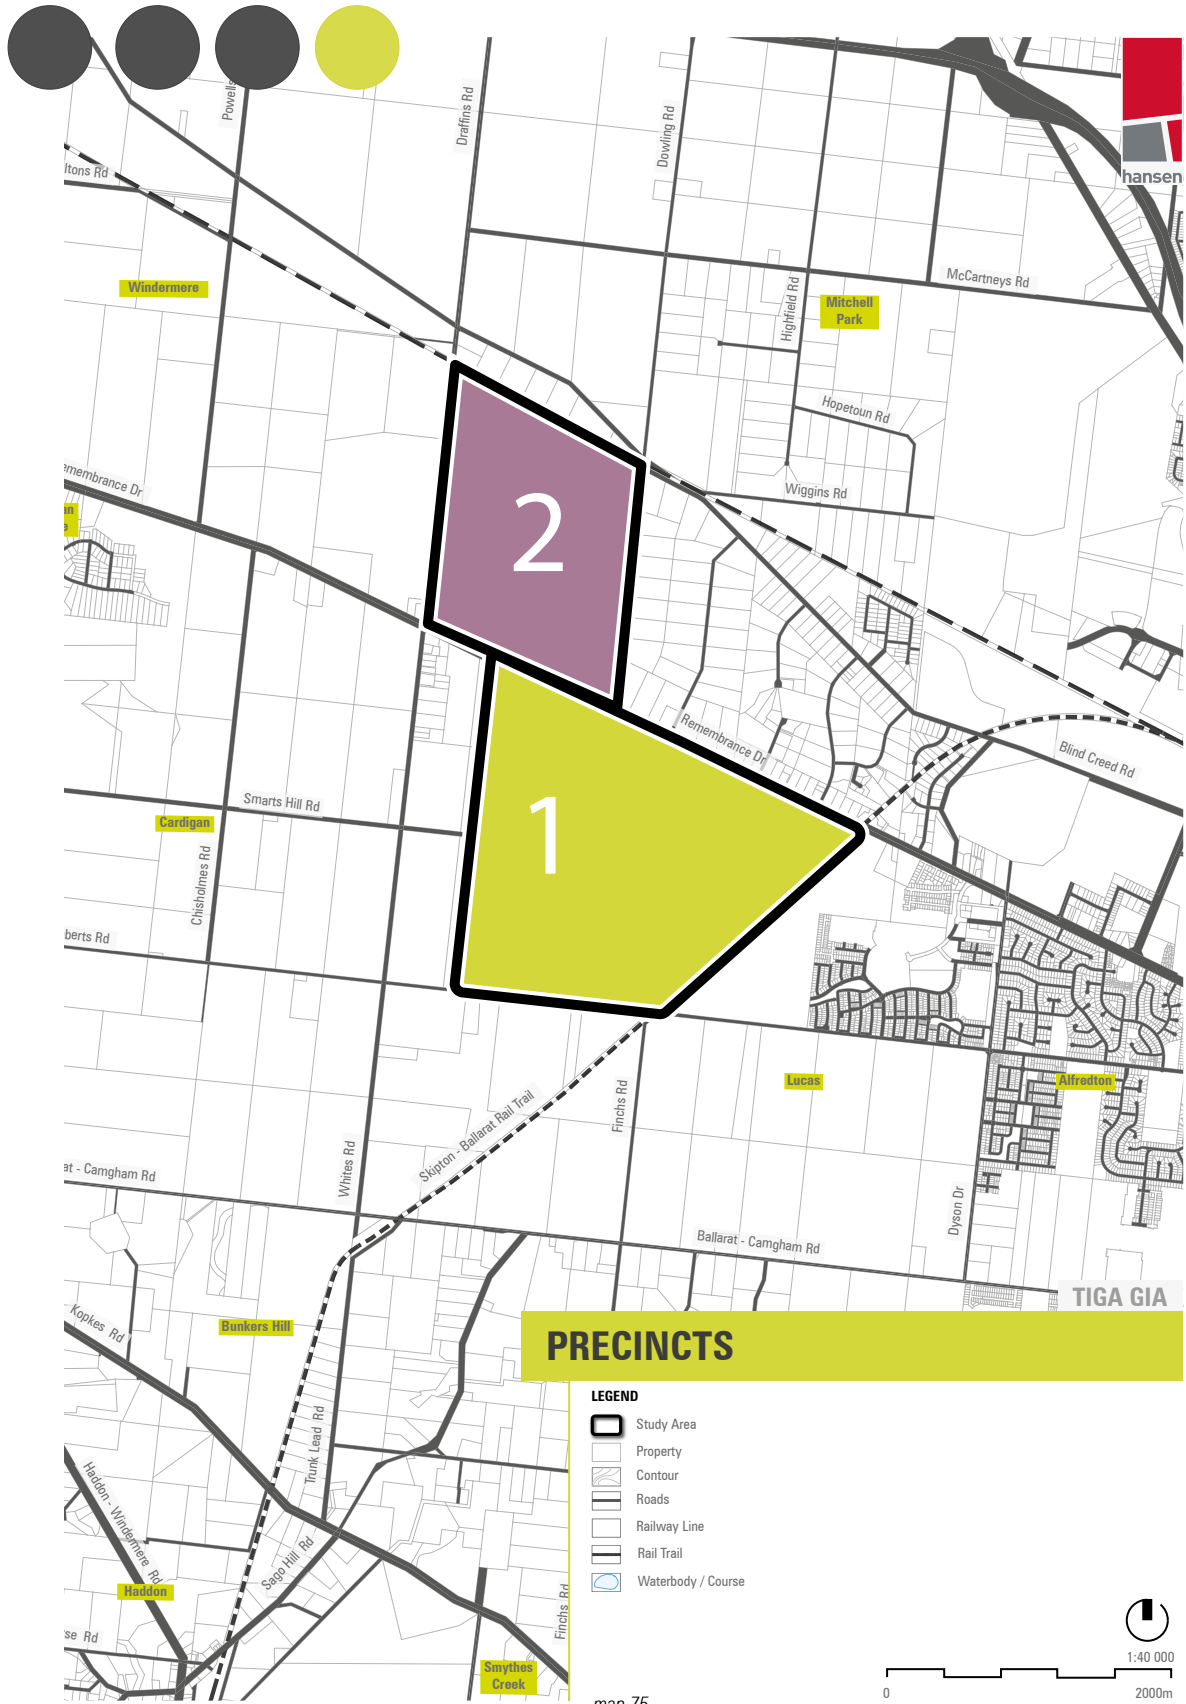 Powells
Draffins Rd
Dowling Rd
hansen
ltons Rd
McCartneys Rd
Windermere
Highfield Rd
Mitchell
Park
Hopetoun Rd
emembrance Dr
Wiggins Rd
an
e
2
Remembrance Dr
Blind Creed Rd
Smarts Hill Rd
Cardigan
1
Chisholmes Rd
berts Rd
Lucas
Alfredton
Skipton - Ballarat Rail Trail
Finchs Rd
Whites Rd
at - Camgham Rd
Dyson Dr
Ballarat - Camgham Rd
TIGA GIA
Kopkes Rd
Bunkers Hill
PRECINCTS
LEGEND
Study Area
Property
Contour
Roads
Railway Line
Rail Trail
Waterbody / Course
Trunk Lead Rd
Haddon - Windermere Rd
Sago Hill Rd
Haddon
Finchs Rd
se Rd
Smythes
Creek
1:40 000
0 2000m
map 75